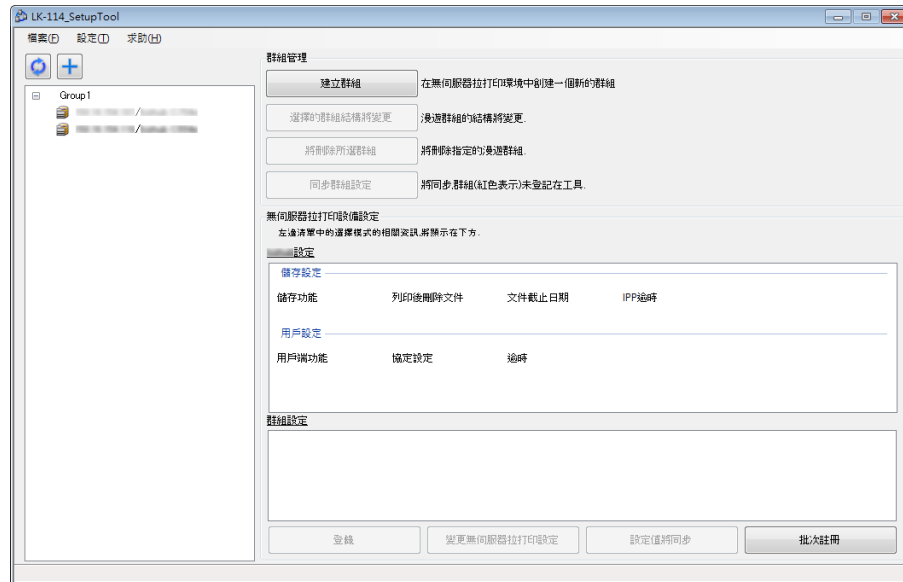 LK-114_SetupTool
檔案(F) 設定(T) 求助(H)
Group1
/
/
群組管理
建立群組 在無伺服器拉打印環境中創建一個新的群組
選擇的群組結構將變更 漫遊群組的結構將變更.
將刪除所選群組 將刪除指定的漫遊群組.
同步群組設定 將同步.群組(紅色表示)未登記在工具.
無伺服器拉打印設備設定
左邊清單中的選擇模式的相關資訊.將顯示在下方.
設定
儲存設定
儲存功能 列印後刪除文件 文件截止日期 IPP逾時
用戶設定
用戶端功能 協定設定 逾時
群組設定
登錄 變更無伺服器拉打印設定 設定值將同步 批次註冊